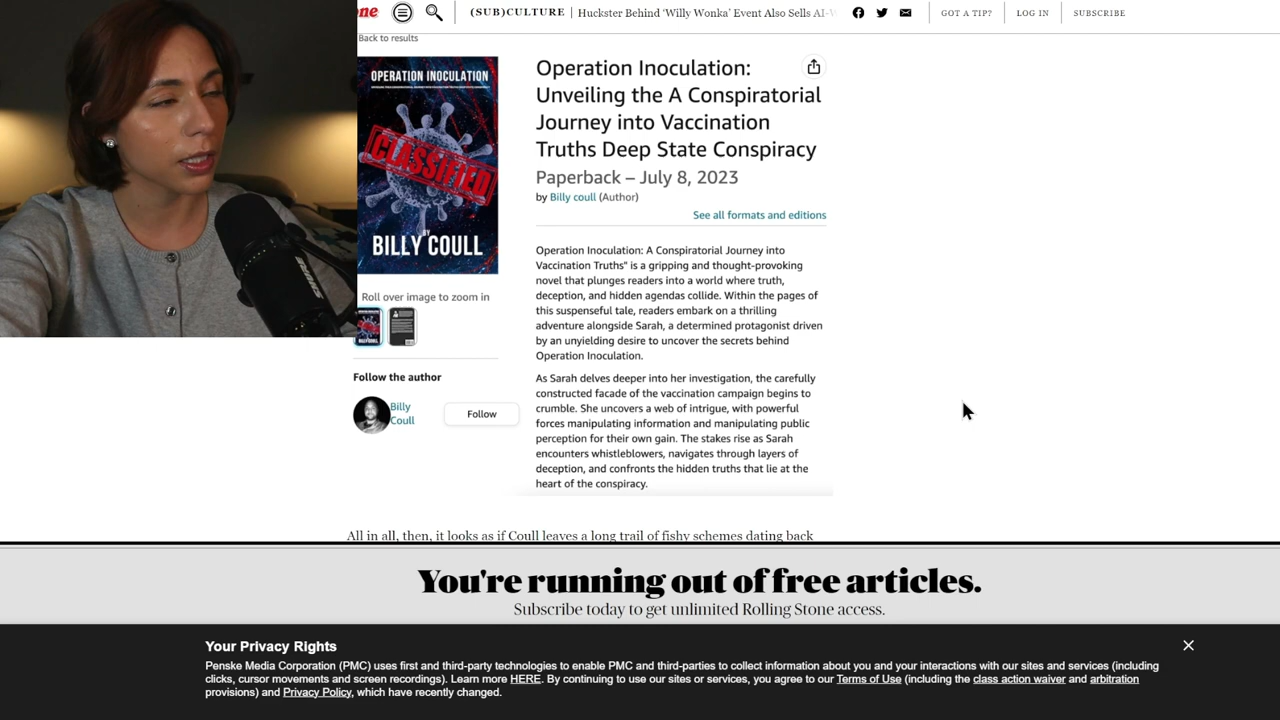 ne
(SUB)CULTURE
Huckster Behind 'Willy Wonka' Event Also Sells AI-W
GOT A TIP?
LOG IN
SUBSCRIBE
Back to results
OPERATION INOCULATION
CLASSIFIED
BY
BILLY COULL
Roll over image to zoom in
Follow the author
Billy
Coull
Follow
Operation Inoculation:
Unveiling the A Conspiratorial
Journey into Vaccination
Truths Deep State Conspiracy
Paperback – July 8, 2023
by Billy coull (Author)
See all formats and editions
Operation Inoculation: A Conspiratorial Journey into
Vaccination Truths" is a gripping and thought-provoking
novel that plunges readers into a world where truth,
deception, and hidden agendas collide. Within the pages of
this suspenseful tale, readers embark on a thrilling
adventure alongside Sarah, a determined protagonist driven
by an unyielding desire to uncover the secrets behind
Operation Inoculation.
As Sarah delves deeper into her investigation, the carefully
constructed facade of the vaccination campaign begins to
crumble. She uncovers a web of intrigue, with powerful
forces manipulating information and manipulating public
perception for their own gain. The stakes rise as Sarah
encounters whistleblowers, navigates through layers of
deception, and confronts the hidden truths that lie at the
heart of the conspiracy.
All in all, then, it looks as if Coull leaves a long trail of fishy schemes dating back
You're running out of free articles.
Subscribe today to get unlimited Rolling Stone access.
Your Privacy Rights
Penske Media Corporation (PMC) uses first and third-party technologies to enable PMC and third-parties to collect information about you and your interactions with our sites and services (including
clicks, cursor movements and screen recordings). Learn more HERE. By continuing to use our sites or services, you agree to our Terms of Use (including the class action waiver and arbitration
provisions) and Privacy Policy, which have recently changed.